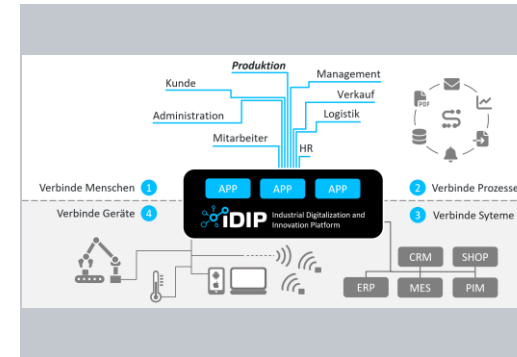 Produktion
Kunde
Management
Verkauf
Administration
Logistik
Mitarbeiter
HR
PDF
Verbinde Menschen 1
APP APP APP
2 Verbinde Prozesse
Verbinde Geräte 4
iDIP Industrial Digitalization and
Innovation Platform
3 Verbinde Syteme
CRM SHOP
ERP MES PIM